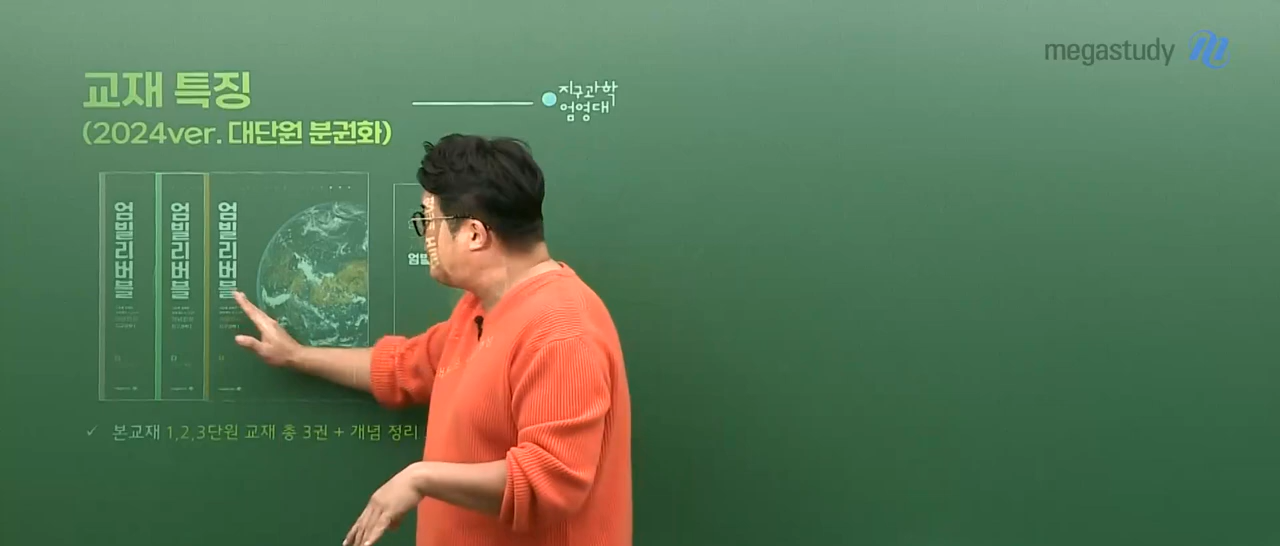 megastudy
교재 특징
지구과학
엄영대
(2024ver. 대단원 분권화)
엄빌리버블
엄빌리버블
엄빌리버블
엄빌
✓ 본교재 1,2,3단원 교재 총 3권 + 개념 정리